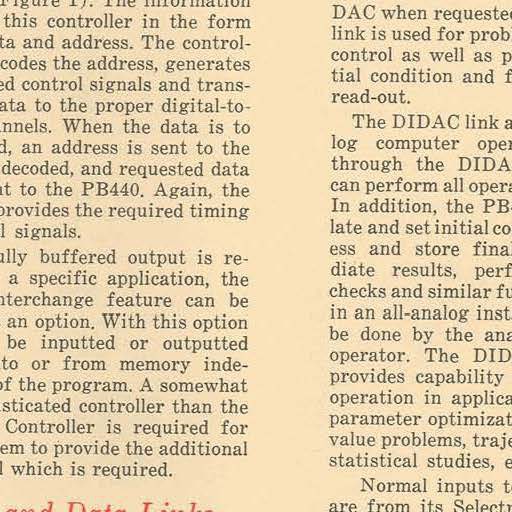 Figure 1). The information
this controller in the form
ta and address. The control-
codes the address, generates
ed control signals and trans-
ata to the proper digital-to-
nnels. When the data is to
d, an address is sent to the
decoded, and requested data
nt to the PB440. Again, the
provides the required timing
l signals.
ully buffered output is re-
a specific application, the
nterchange feature can be
an option. With this option
be inputted or outputted
to or from memory inde-
of the program. A somewhat
sticated controller than the
Controller is required for
em to provide the additional
l which is required.
and Data Links
DAC when requested
link is used for prob
control as well as p
tial condition and f
read-out.
The DIDAC link a
log computer oper
through the DIDA
can perform all opera
In addition, the PB
late and set initial co
ess and store final
diate results, perf
checks and similar fu
in an all-analog inst
be done by the ana
operator. The DID
provides capability
operation in applica
parameter optimizat
value problems, traje
statistical studies, e
Normal inputs t
are from its Selectr